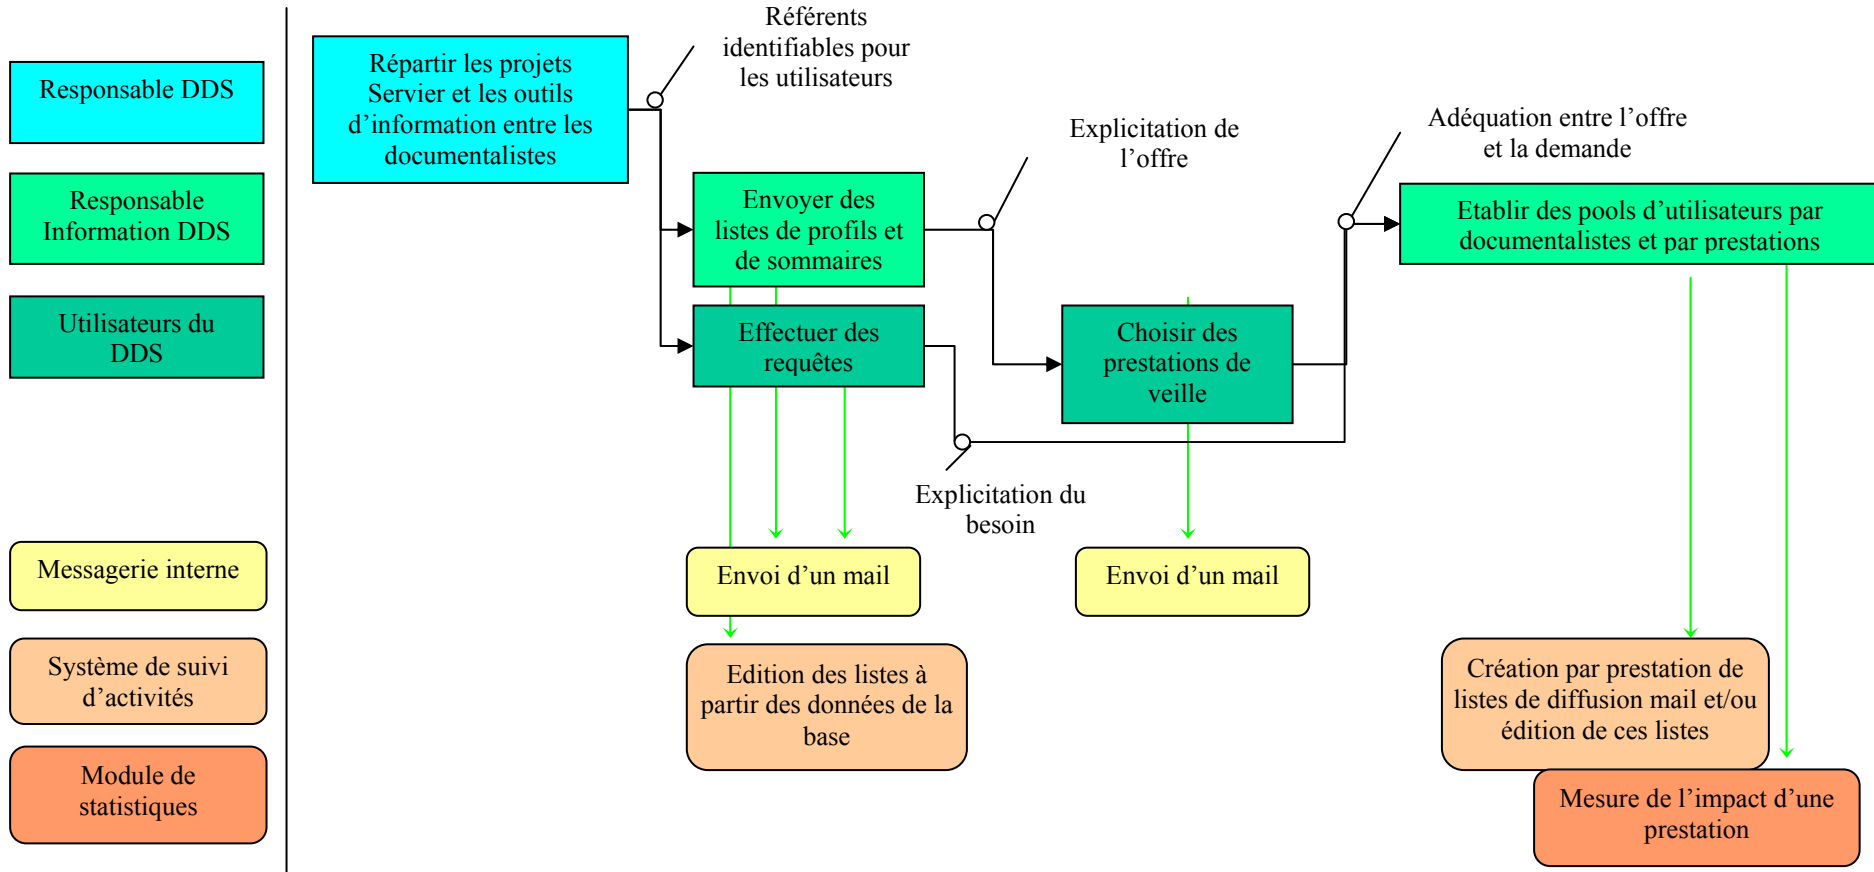 Responsable DDS
Responsable
Information DDS
Utilisateurs du
DDS
Messagerie interne
Système de suivi
d’activités
Module de
statistiques
Répartir les projets
Servier et les outils
d’information entre les
documentalistes
Référents
identifiables pour
les utilisateurs
Envoyer des
listes de profils et
de sommaires
Effectuer des
requêtes
Explicitation de
l’offre
Choisir des
prestations de
veille
Explicitation du
besoin
Adéquation entre l’offre
et la demande
Etablir des pools d’utilisateurs par
documentalistes et par prestations
Envoi d’un mail
Envoi d’un mail
Edition des listes à
partir des données de la
base
Création par prestation de
listes de diffusion mail et/ou
édition de ces listes
Mesure de l’impact d’une
prestation